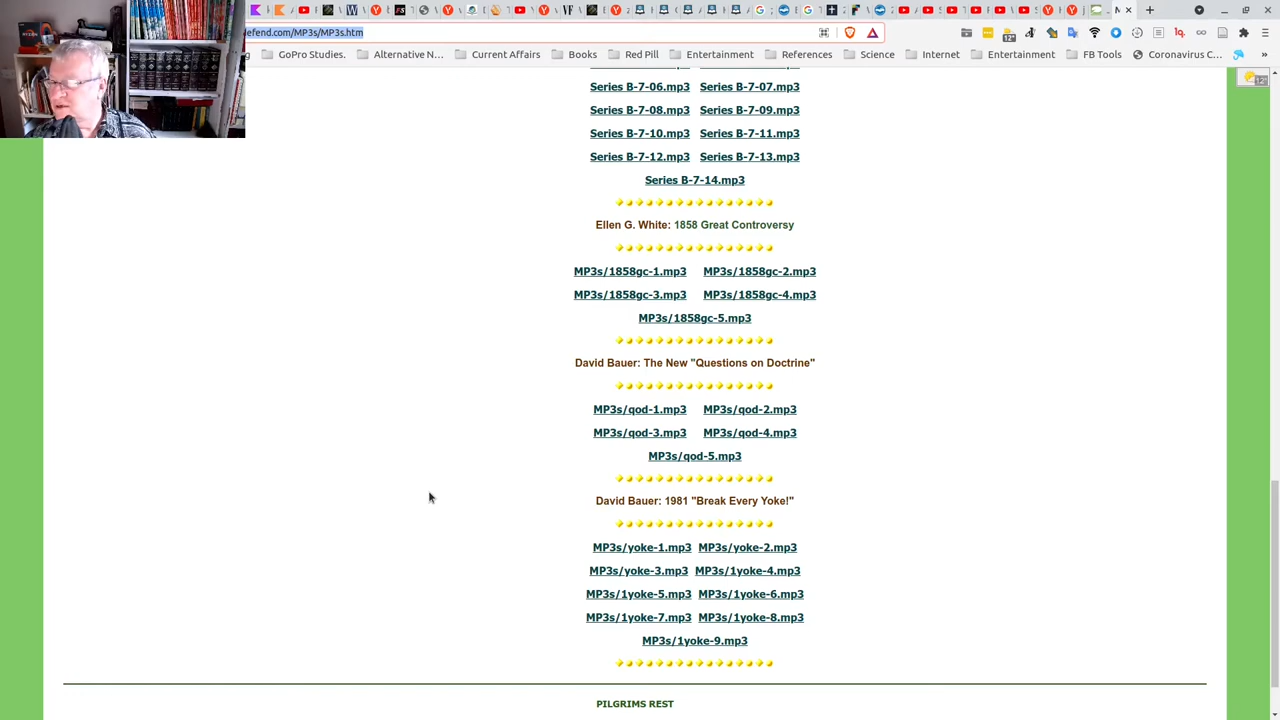 efend.com/MP3s/MP3s.htm
GoPro Studies. Alternative N... Current Affairs Books Red Pill Entertainment References Finance Internet Entertainm... FB Tools Coronavirus C...
12°
Series B-7-06.mp3 Series B-7-07.mp3
Series B-7-08.mp3 Series B-7-09.mp3
Series B-7-10.mp3 Series B-7-11.mp3
Series B-7-12.mp3 Series B-7-13.mp3
Series B-7-14.mp3
Ellen G. White: 1858 Great Controversy
MP3s/1858gc-1.mp3 MP3s/1858gc-2.mp3
MP3s/1858gc-3.mp3 MP3s/1858gc-4.mp3
MP3s/1858gc-5.mp3
David Bauer: The New "Questions on Doctrine"
MP3s/qod-1.mp3 MP3s/qod-2.mp3
MP3s/qod-3.mp3 MP3s/qod-4.mp3
MP3s/qod-5.mp3
David Bauer: 1981 "Break Every Yoke!"
MP3s/yoke-1.mp3 MP3s/yoke-2.mp3
MP3s/yoke-3.mp3 MP3s/1yoke-4.mp3
MP3s/1yoke-5.mp3 MP3s/1yoke-6.mp3
MP3s/1yoke-7.mp3 MP3s/1yoke-8.mp3
MP3s/1yoke-9.mp3
PILGRIMS REST